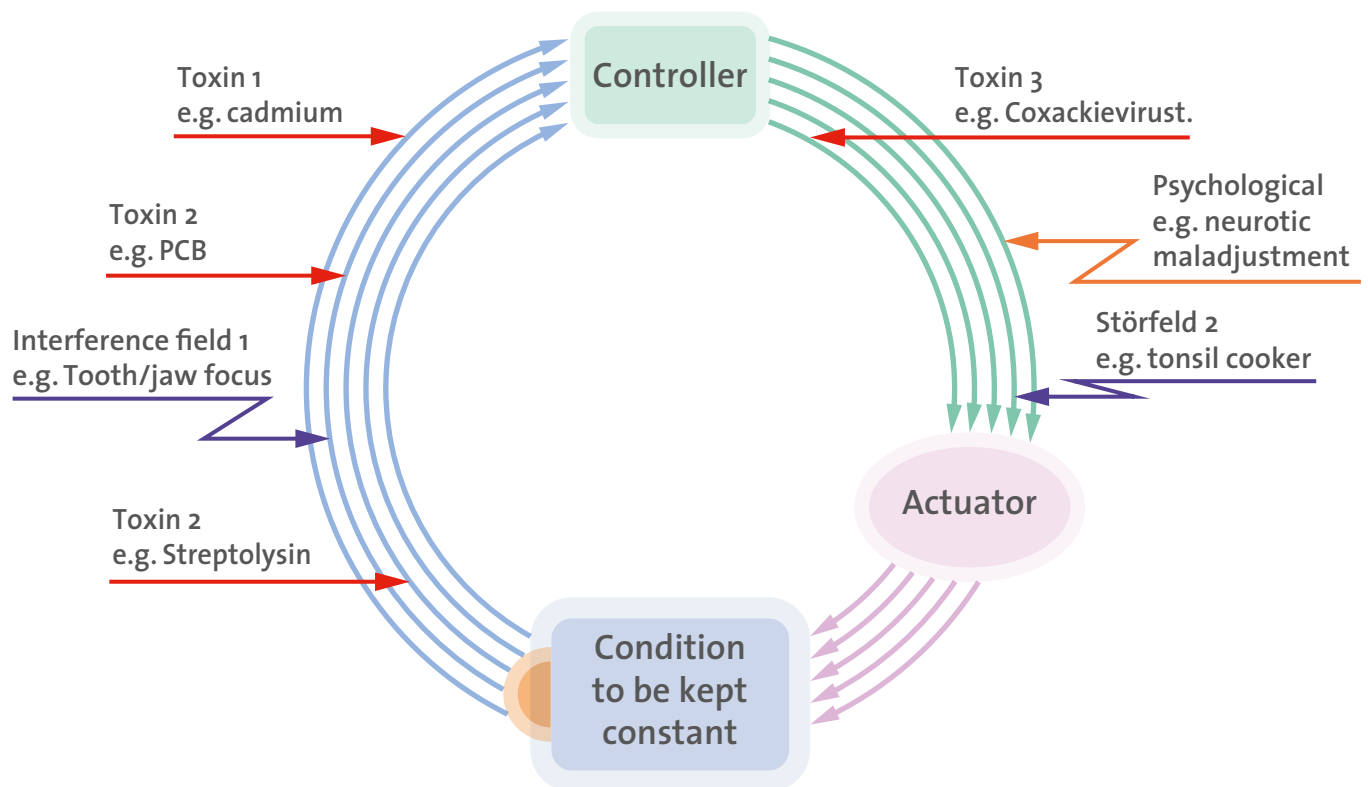 Controller
Toxin 1
e.g. cadmium
Toxin 3
e.g. Coxackievirust.
Psychological
e.g. neurotic
maladjustment
Toxin 2
e.g. PCB
Störfeld 2
e.g. tonsil cooker
Interference field 1
e.g. Tooth/jaw focus
Actuator
Toxin 2
e.g. Streptolysin
Condition
to be kept
constant